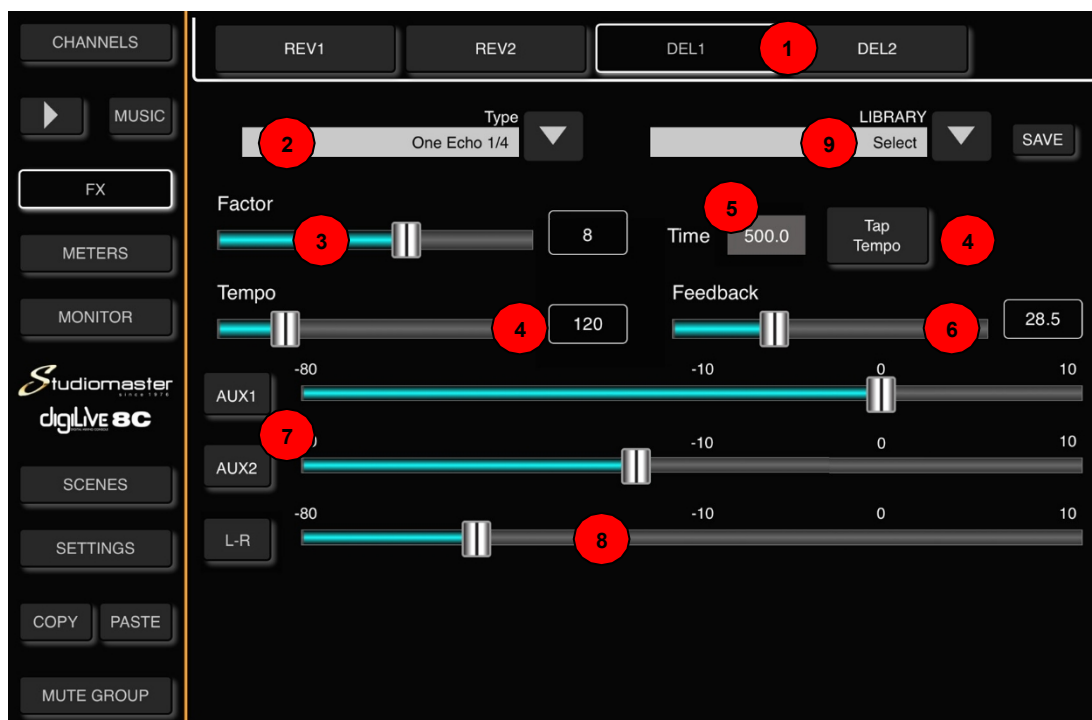 CHANNELS
MUSIC
FX
METERS
MONITOR
Studiomaster
since 1976
digiLive 8C
SCENES
SETTINGS
COPY PASTE
MUTE GROUP
REV1 REV2 DEL1 1 DEL2
Type
2 One Echo 1/4
LIBRARY
9 Select
SAVE
Factor
3 8
5
Time 500.0
Tap
Tempo
4
Tempo
4 120
Feedback
6 28.5
-80 -10 0 10
AUX1
7 -10 0 10
AUX2
-80 -10 0 10
L-R 8